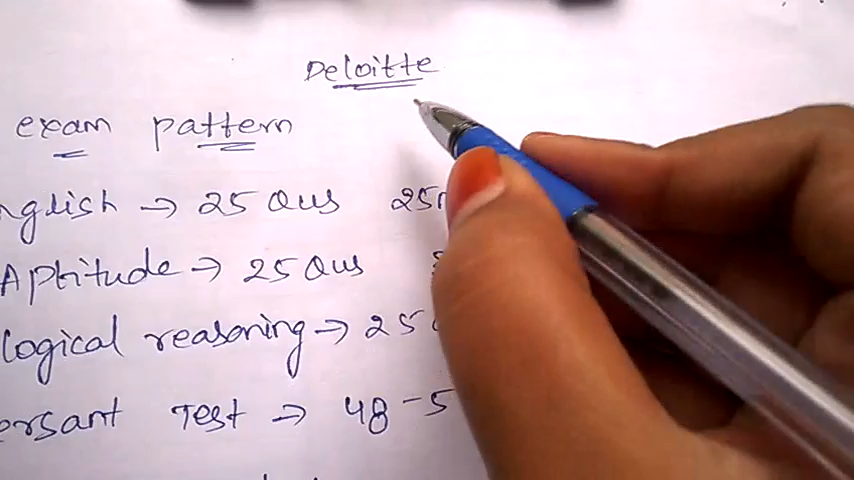 Deloitte
exam pattern
nglish → 25 Qus 25
Aptitude → 25 Qus
logical reasoning → 25
ersant Test → 48-5